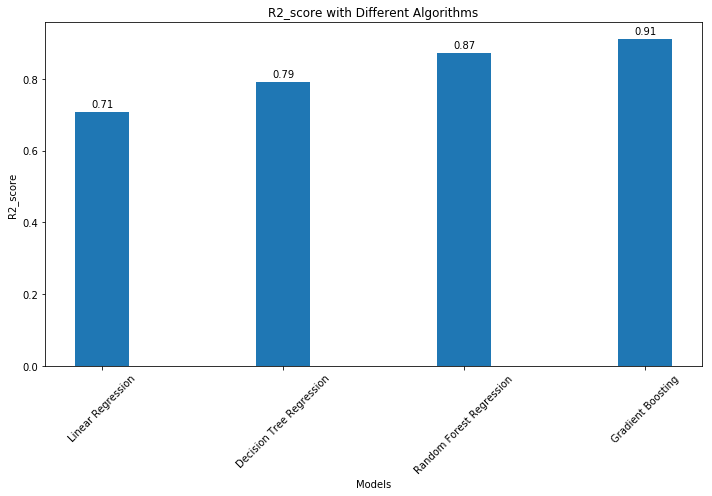 R2_score with Different Algorithms
0.91
0.87
0.79
0.71
0.8
0.6
0.4
0.2
0.0
R2_score
Linear Regression
Decision Tree Regression
Random Forest Regression
Gradient Boosting
Models